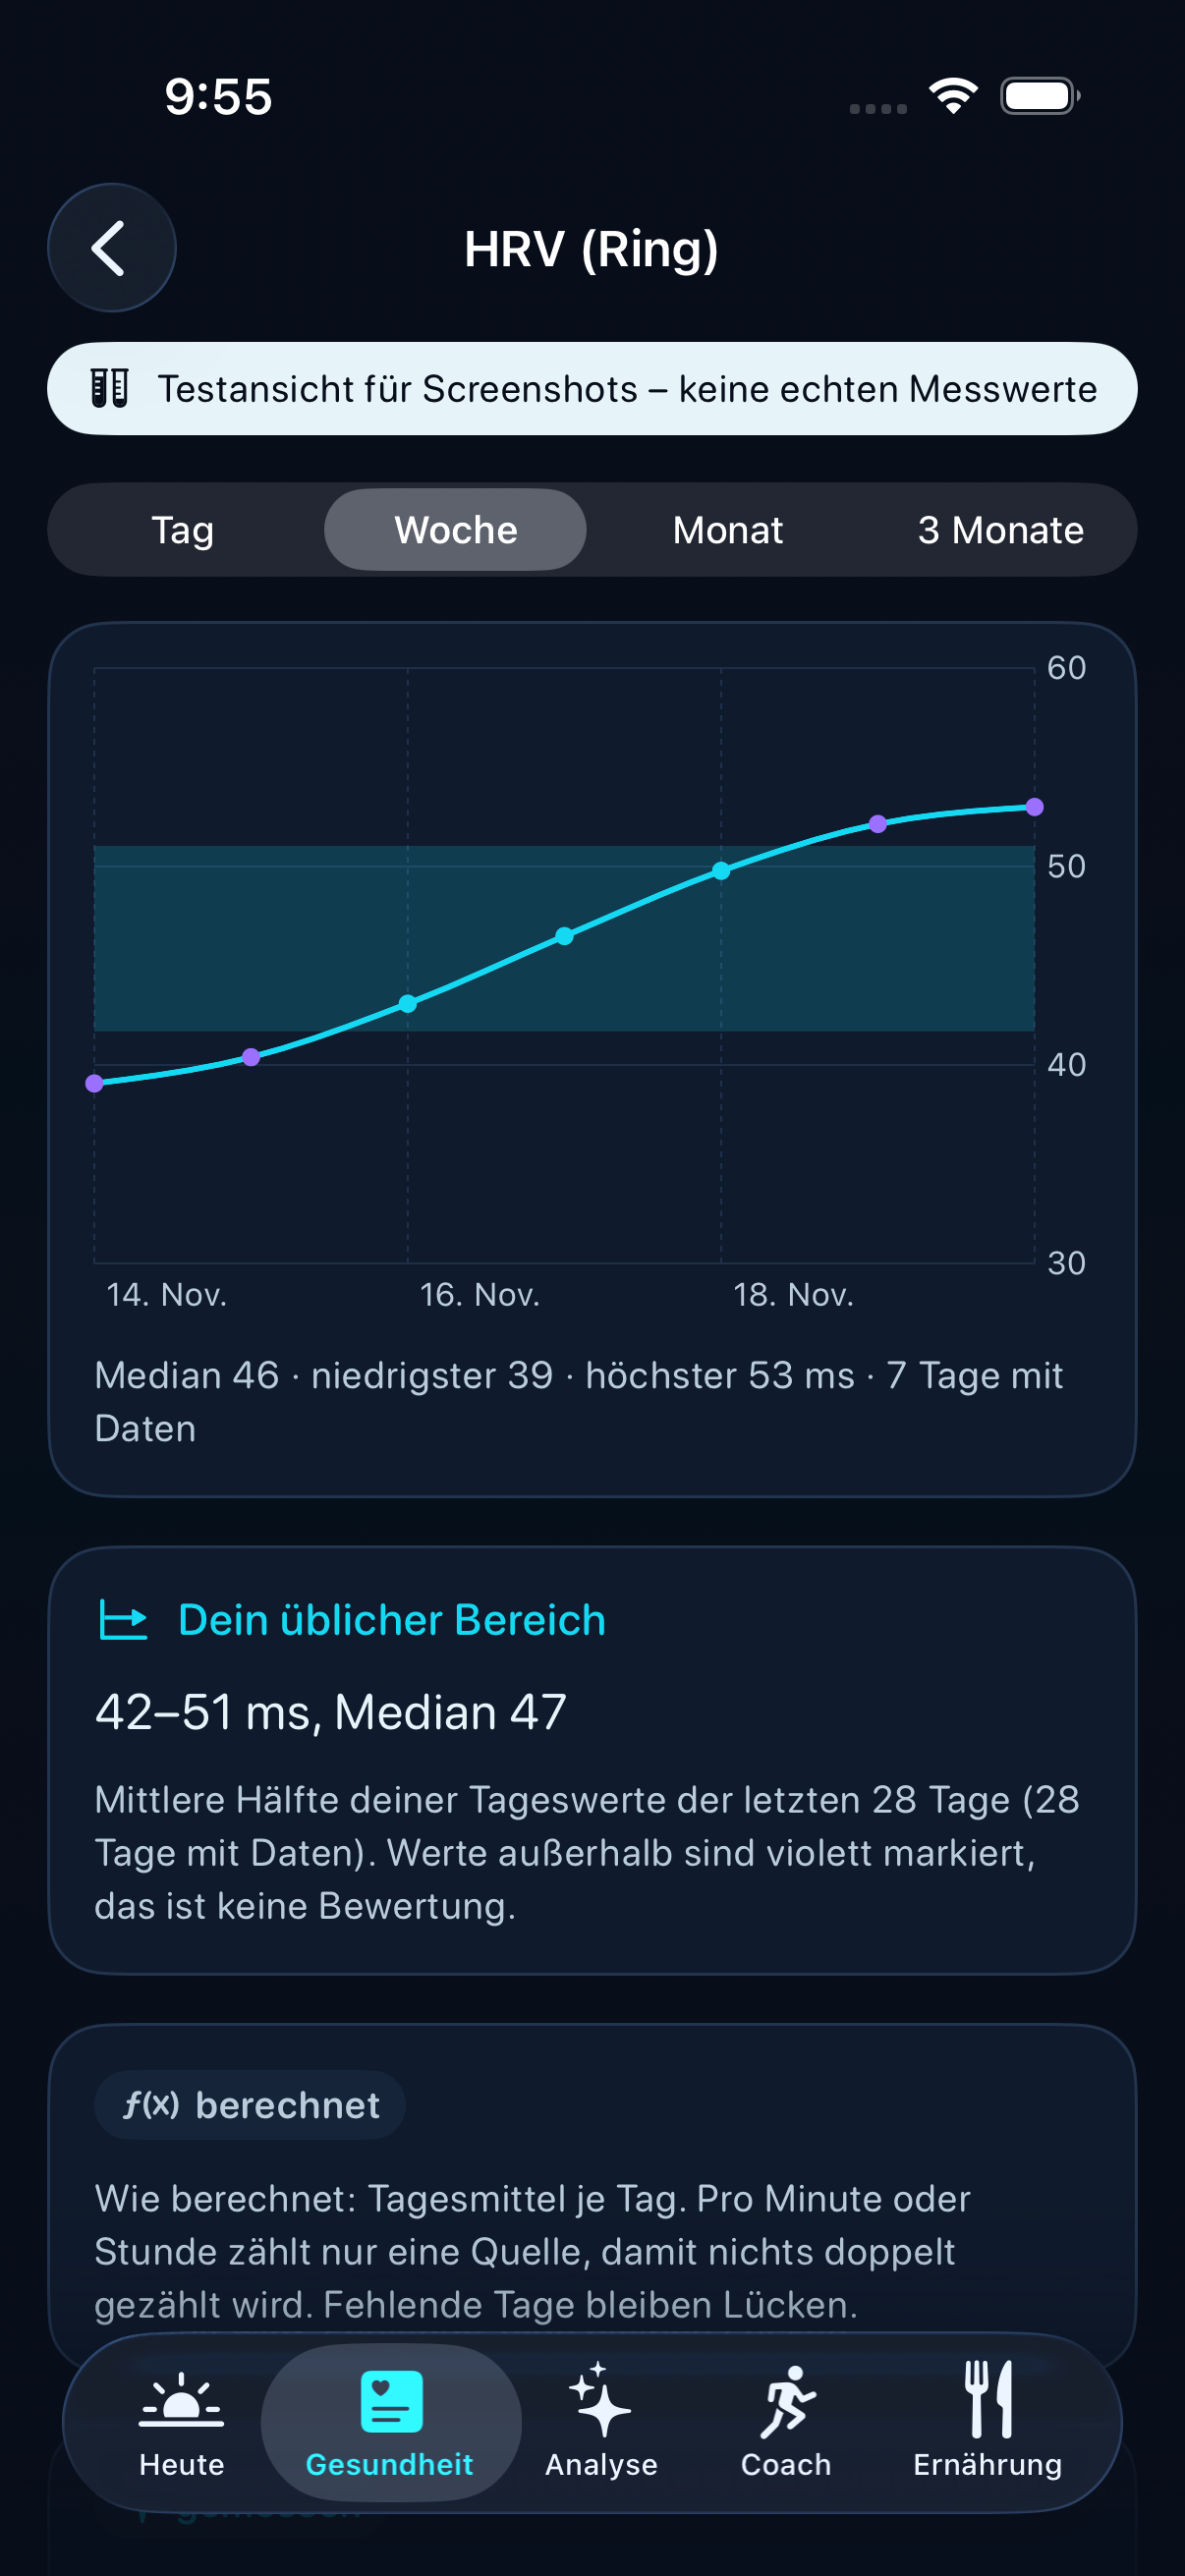 9:55
HRV (Ring)
Testansicht für Screenshots – keine echten Messwerte
Tag
Woche
Monat
3 Monate
60
50
40
30
14. Nov.
16. Nov.
18. Nov.
Median 46 · niedrigster 39 · höchster 53 ms · 7 Tage mit
Daten
Dein üblicher Bereich
42–51 ms, Median 47
Mittlere Hälfte deiner Tageswerte der letzten 28 Tage (28
Tage mit Daten). Werte außerhalb sind violett markiert,
das ist keine Bewertung.
f(x) berechnet
Wie berechnet: Tagesmittel je Tag. Pro Minute oder
Stunde zählt nur eine Quelle, damit nichts doppelt
gezählt wird. Fehlende Tage bleiben Lücken.
Heute
Gesundheit
Analyse
Coach
Ernährung